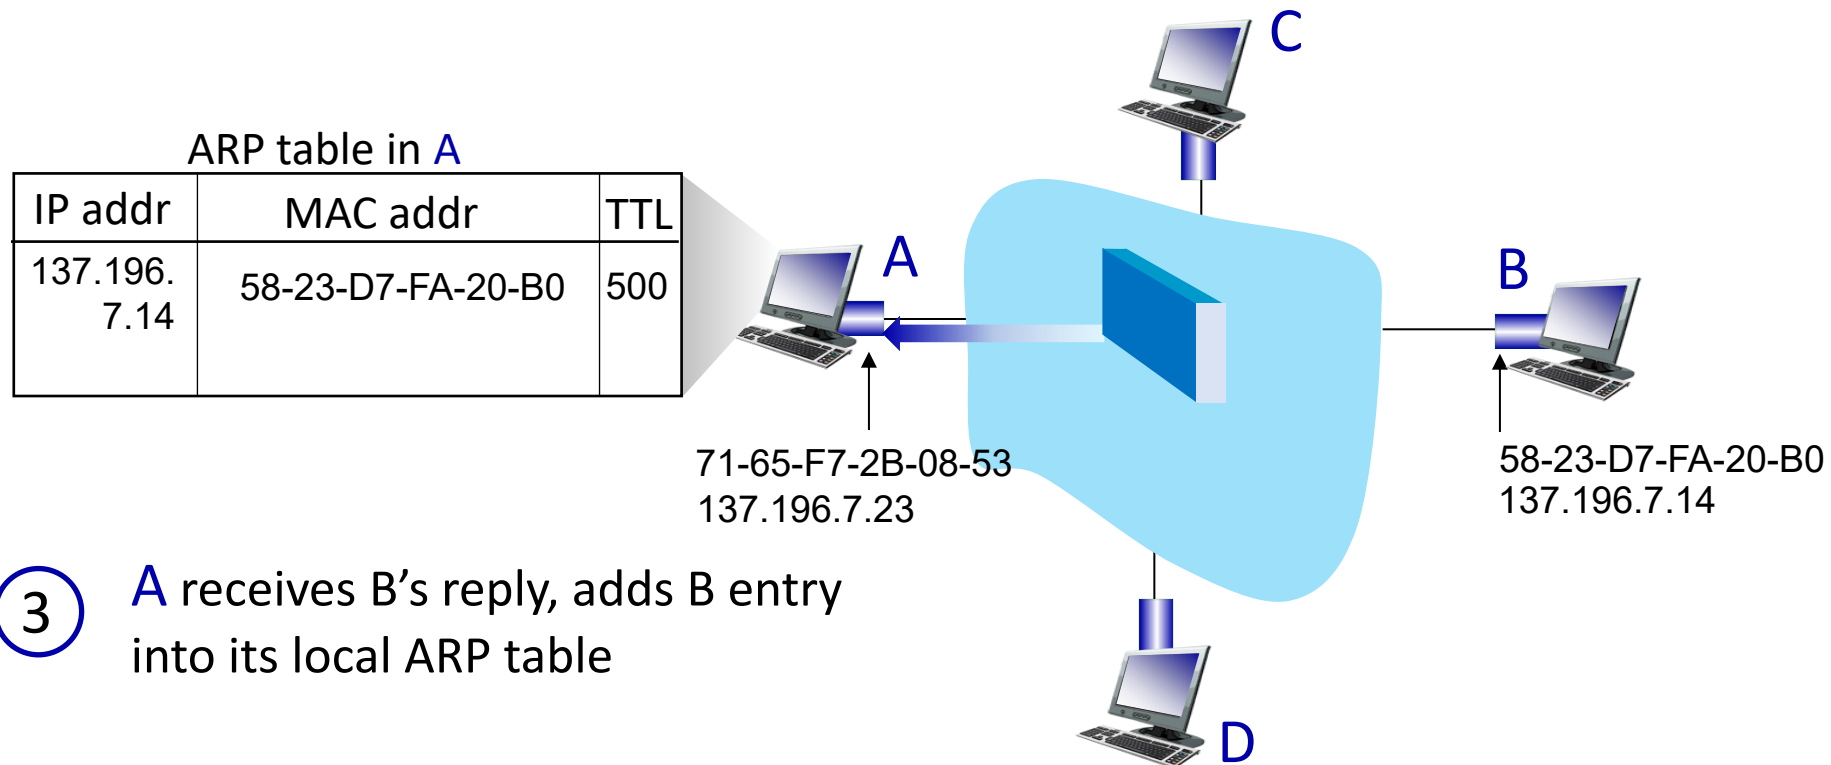 C
ARP table in A
IP addr MAC addr TTL
137.196.
7.14
58-23-D7-FA-20-B0 500
A
B
71-65-F7-2B-08-53
137.196.7.23
58-23-D7-FA-20-B0
137.196.7.14
3
A receives B’s reply, adds B entry
into its local ARP table
D